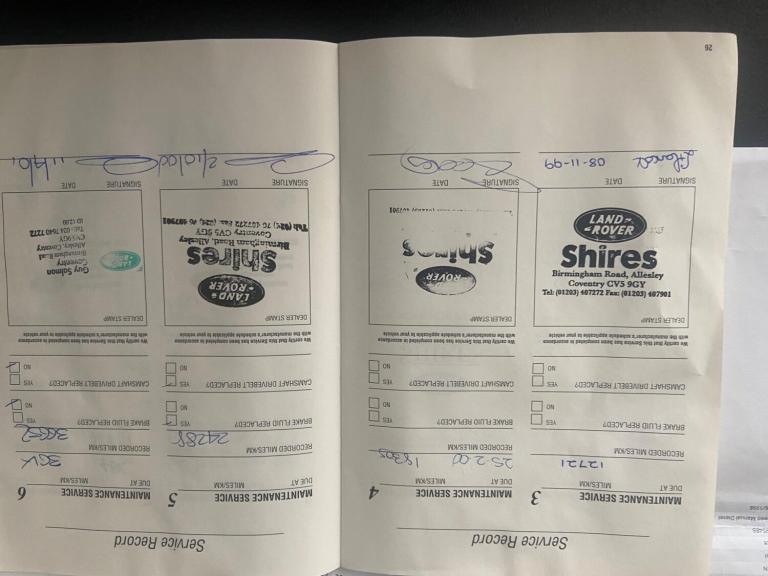 Service Record
MAINTENANCE SERVICE 3
DUE AT MILES/KM
12721
RECORDED MILES/KM
BRAKE FLUID REPLACED? YES
NO
CAMSHAFT DRIVEBELT REPLACED? YES
NO
We certify that this Service has been completed in accordance
with the manufacturer's schedule applicable to your vehicle
DEALER STAMP
LAND
ROVER
Shires
Birmingham Road, Allesley
Coventry CV5 9GY
Tel: (01203) 407272 Fax: (01203) 407901
SIGNATURE DATE
08-11-99
MAINTENANCE SERVICE 4
DUE AT MILES/KM
25-2-00 18305
RECORDED MILES/KM
BRAKE FLUID REPLACED? YES
NO
CAMSHAFT DRIVEBELT REPLACED? YES
NO
We certify that this Service has been completed in accordance
with the manufacturer's schedule applicable to your vehicle
DEALER STAMP
ROVER
Shires
SIGNATURE DATE
26
Service Record
MAINTENANCE SERVICE 5
DUE AT MILES/KM
RECORDED MILES/KM
24288
BRAKE FLUID REPLACED? YES
NO
CAMSHAFT DRIVEBELT REPLACED? YES
NO
We certify that this Service has been completed in accordance
with the manufacturer's schedule applicable to your vehicle
DEALER STAMP
LAND
ROVER
Shires
Birmingham Road, Allesley
Coventry CV5 9GY
SIGNATURE DATE
2/10/00
MAINTENANCE SERVICE 6
DUE AT MILES/KM
36K
RECORDED MILES/KM
BRAKE FLUID REPLACED? YES
NO
CAMSHAFT DRIVEBELT REPLACED? YES
NO
We certify that this Service has been completed in accordance
with the manufacturer's schedule applicable to your vehicle
DEALER STAMP
Guy Salmon
Coventry
Birmingham Road
Allesley, Coventry
CV5 9GY
SIGNATURE DATE